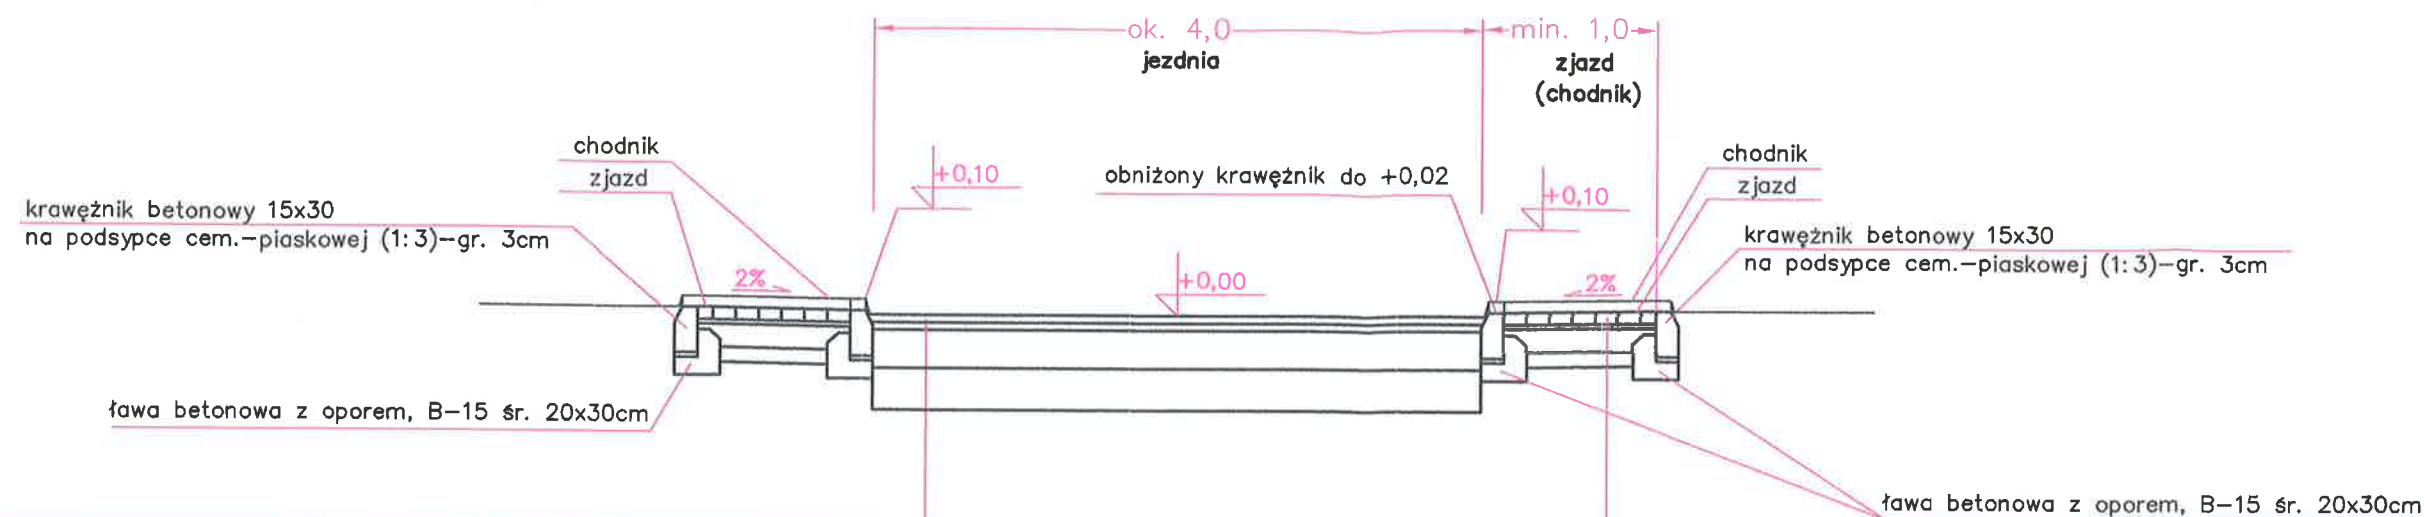 ok. 4,0
jezdnia
min. 1,0
zjazd
(chodnik)
chodnik
zjazd
krawężnik betonowy 15x30
na podsypce cem.-piaskowej (1:3)-gr. 3cm
+0,10
obniżony krawężnik do +0,02
+0,10
chodnik
zjazd
krawężnik betonowy 15x30
na podsypce cem.-piaskowej (1:3)-gr. 3cm
2%
+0,00
2%
ława betonowa z oporem, B-15 śr. 20x30cm
ława betonowa z oporem, B-15 śr. 20x30cm